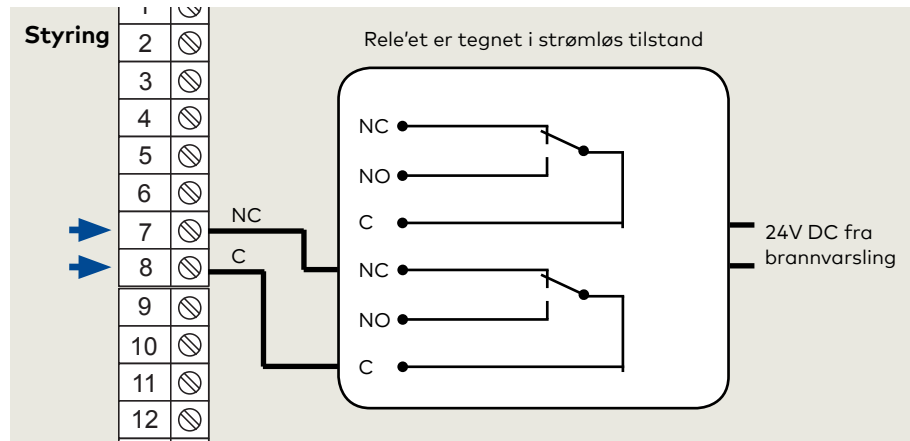 Styring
Rele'et er tegnet i strømløs tilstand
1
2
3
4
5
6
7
8
9
10
11
12
NC
C
NC
NO
C
NC
NO
C
24V DC fra
brannvarsling